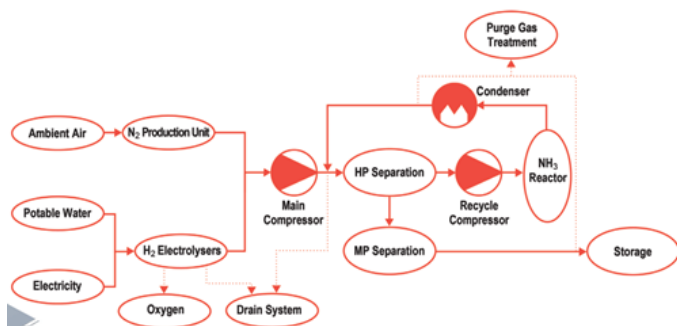 Purge Gas
Treatment
Condenser
Ambient Air
N₂ Production Unit
HP Separation
NH₃
Reactor
Main
Compressor
Recycle
Compressor
Potable Water
H₂ Electrolysers
MP Separation
Storage
Electricity
Oxygen
Drain System